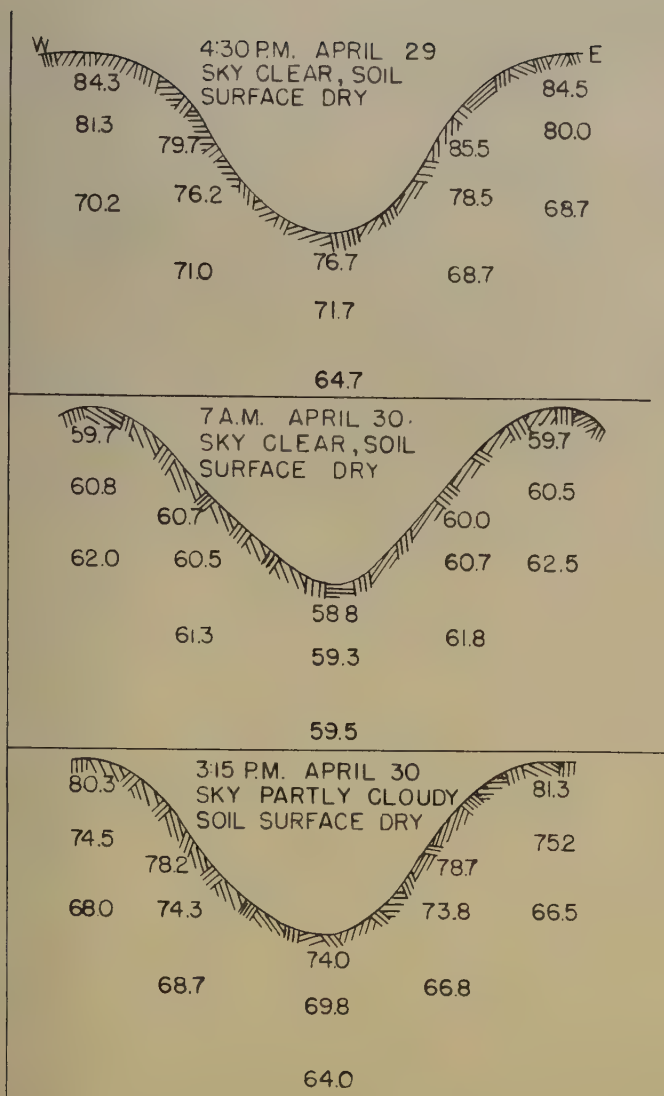 W 4:30 P.M. APRIL 29 E
SKY CLEAR, SOIL
SURFACE DRY
84.3 84.5
81.3 80.0
79.7 85.5
76.2 78.5
70.2 68.7
76.7
71.0 68.7
71.7
64.7
7 A.M. APRIL 30.
SKY CLEAR, SOIL
SURFACE DRY
59.7 59.7
60.8 60.5
60.7 60.0
62.0 60.5 60.7 62.5
58.8
61.3 61.8
59.3
59.5
3:15 P.M. APRIL 30
SKY PARTLY CLOUDY
SOIL SURFACE DRY
80.3 81.3
74.5 75.2
78.2 78.7
68.0 74.3 73.8 66.5
74.0
68.7 66.8
69.8
64.0